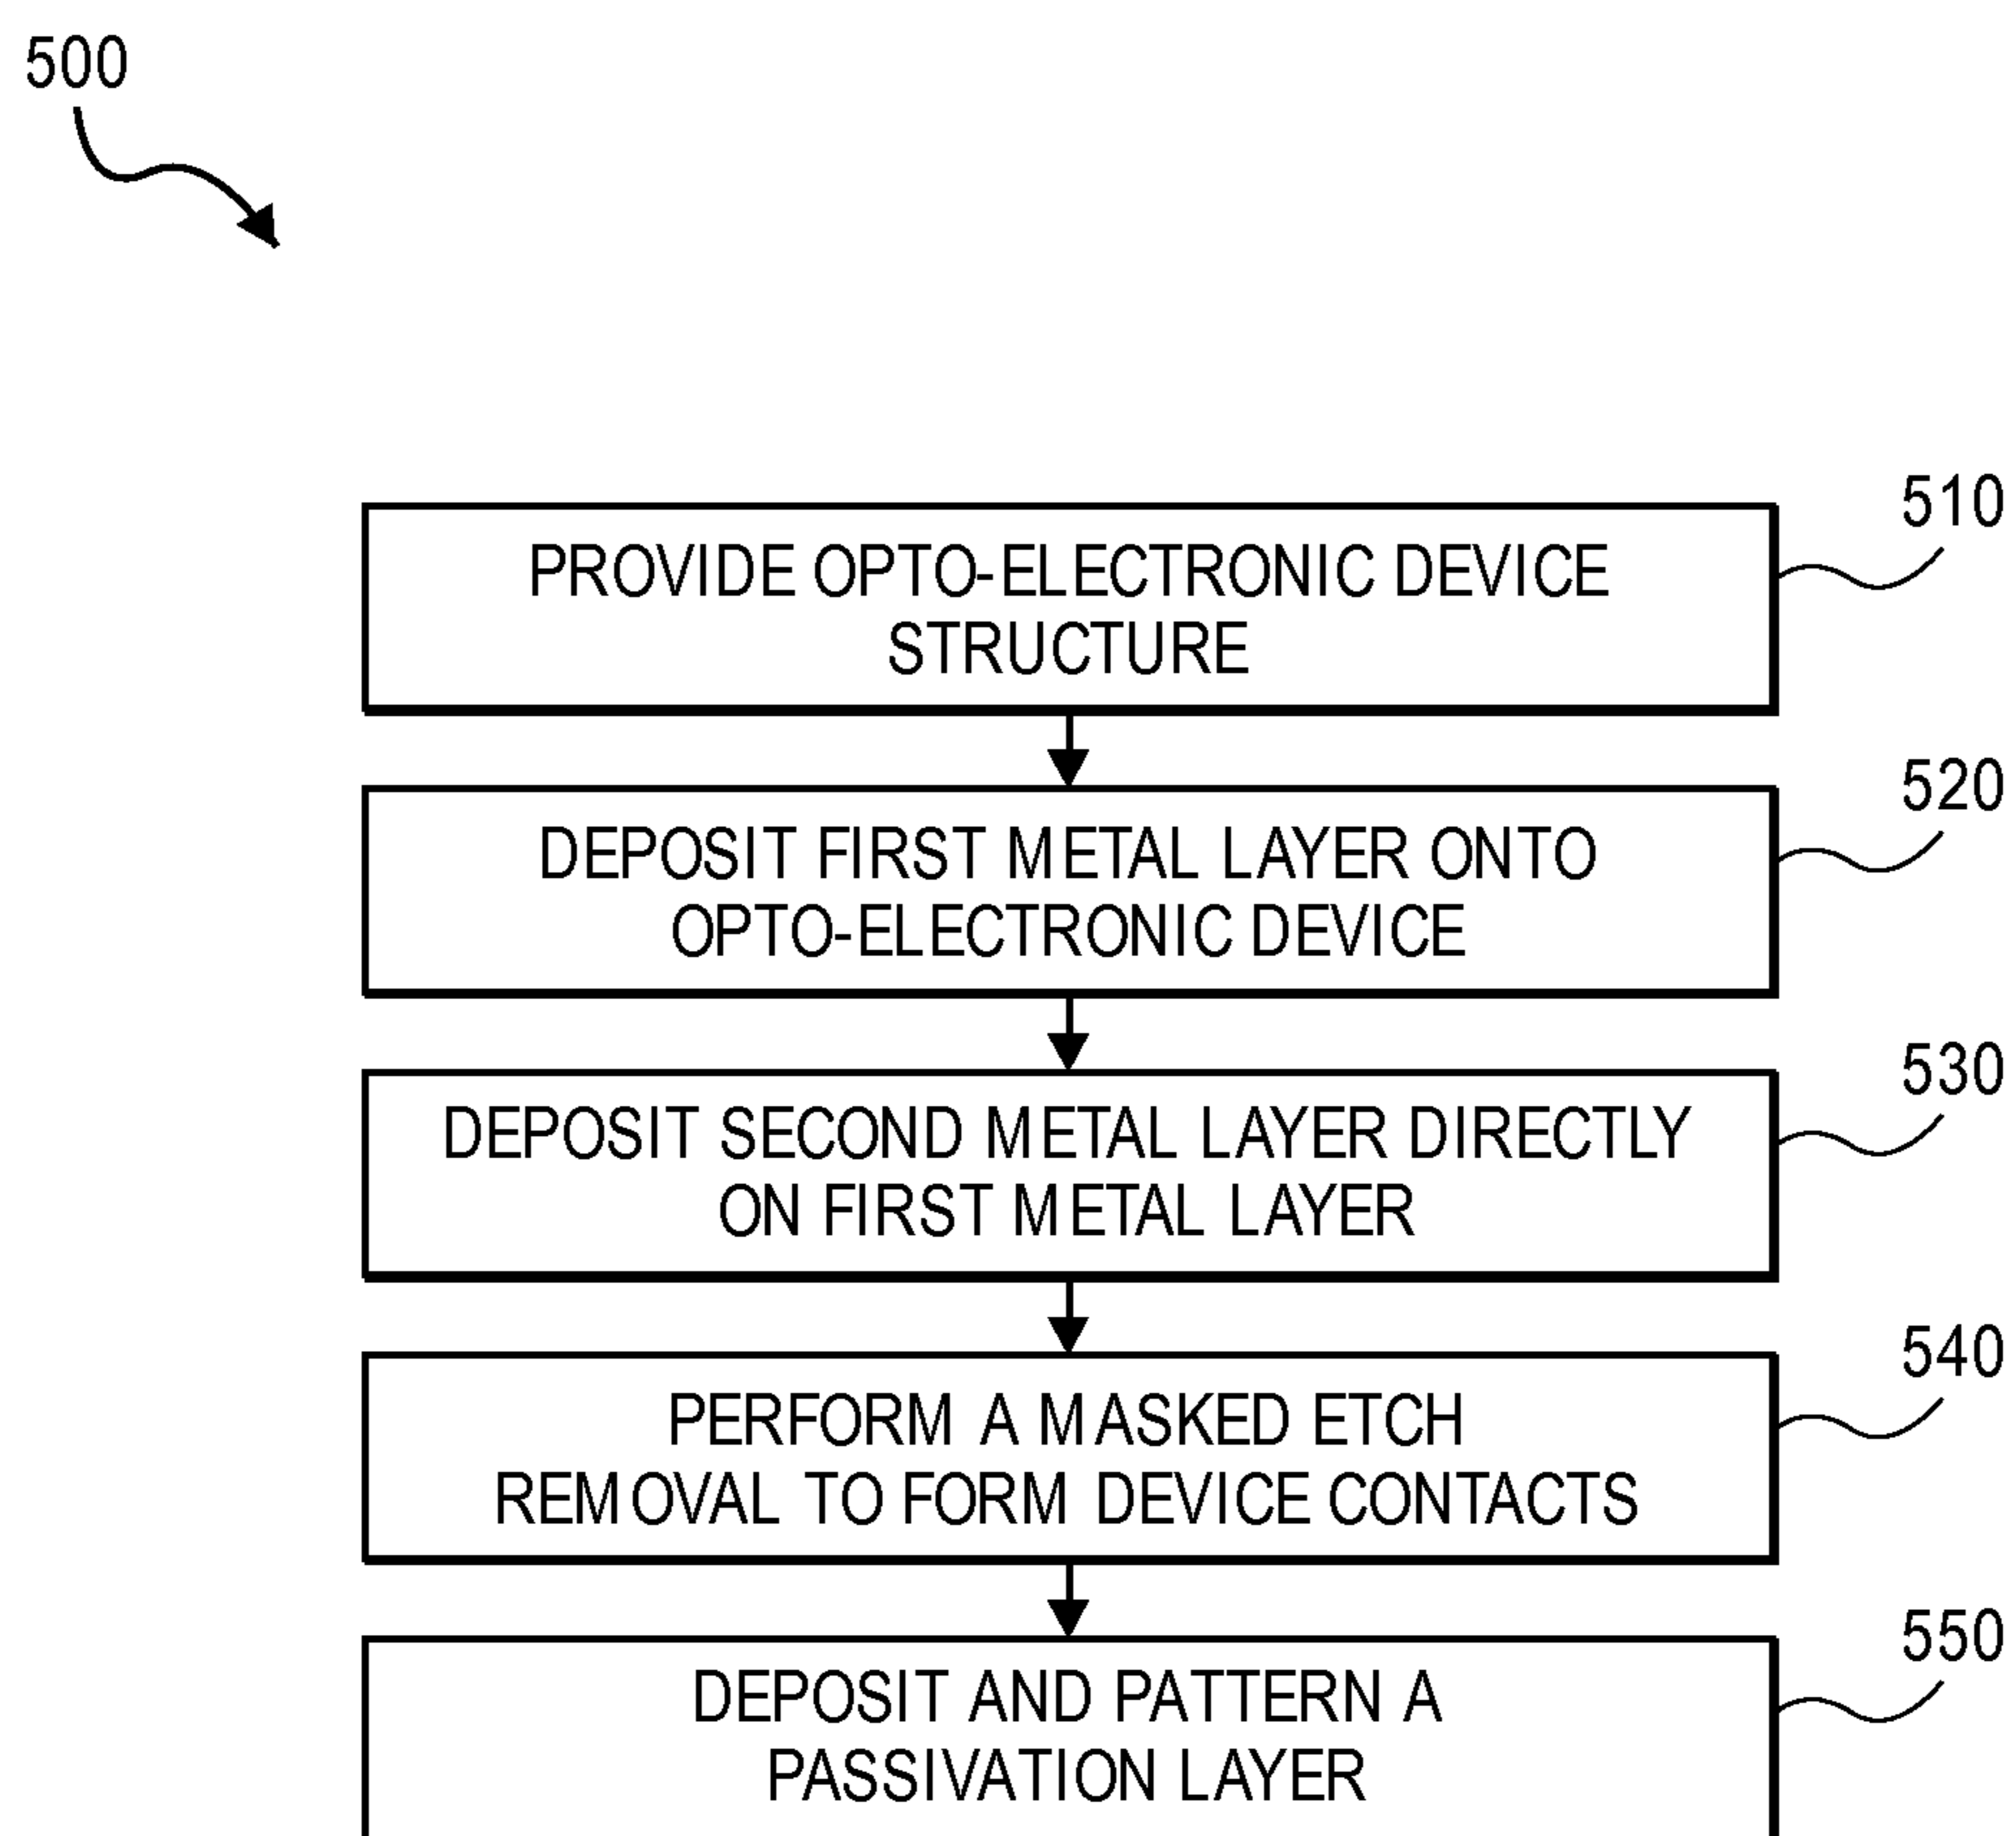 500
510
PROVIDE OPTO-ELECTRONIC DEVICE
STRUCTURE
520
DEPOSIT FIRST METAL LAYER ONTO
OPTO-ELECTRONIC DEVICE
530
DEPOSIT SECOND METAL LAYER DIRECTLY
ON FIRST METAL LAYER
540
PERFORM A MASKED ETCH
REMOVAL TO FORM DEVICE CONTACTS
550
DEPOSIT AND PATTERN A
PASSIVATION LAYER